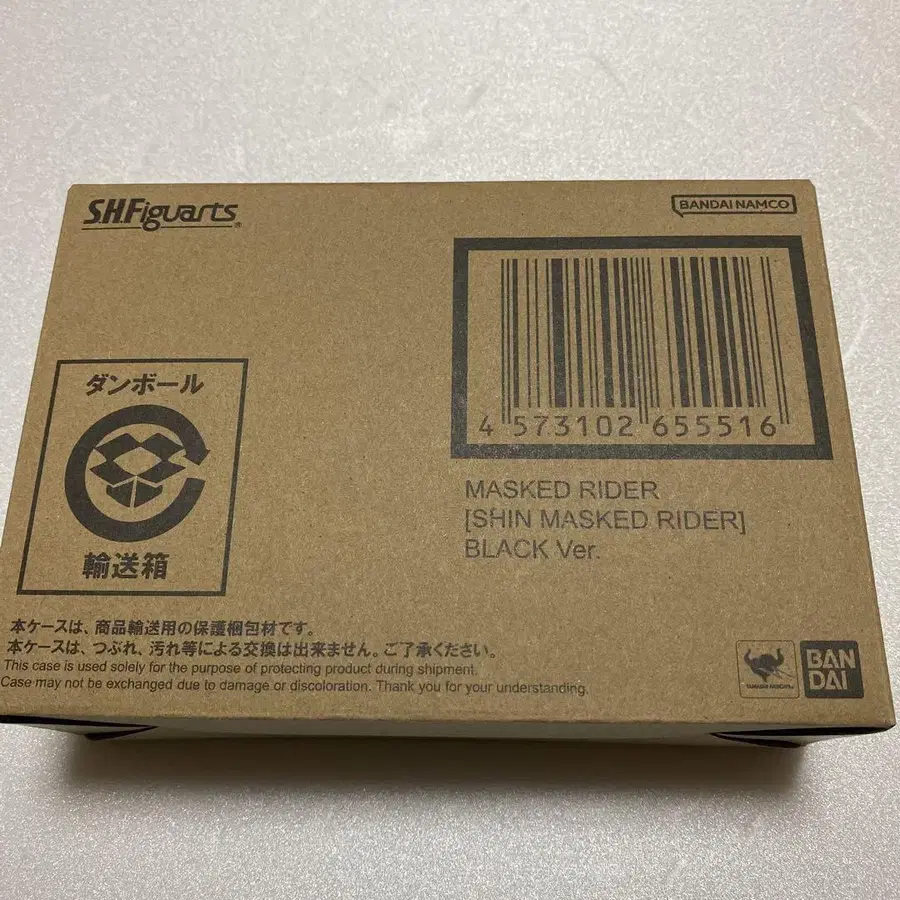 S.H.Figuarts®
BANDAI NAMCO
4 573102 655516
MASKED RIDER
[SHIN MASKED RIDER]
BLACK Ver.
ダンボール
輸送箱
本ケースは、商品輸送用の保護梱包材です。
本ケースは、つぶれ、汚れ等による交換は出来ません。ご了承ください。
This case is used solely for the purpose of protecting product during shipment.
Case may not be exchanged due to damage or discoloration. Thank you for your understanding.
TAMASHII NATIONS
BAN
DAI